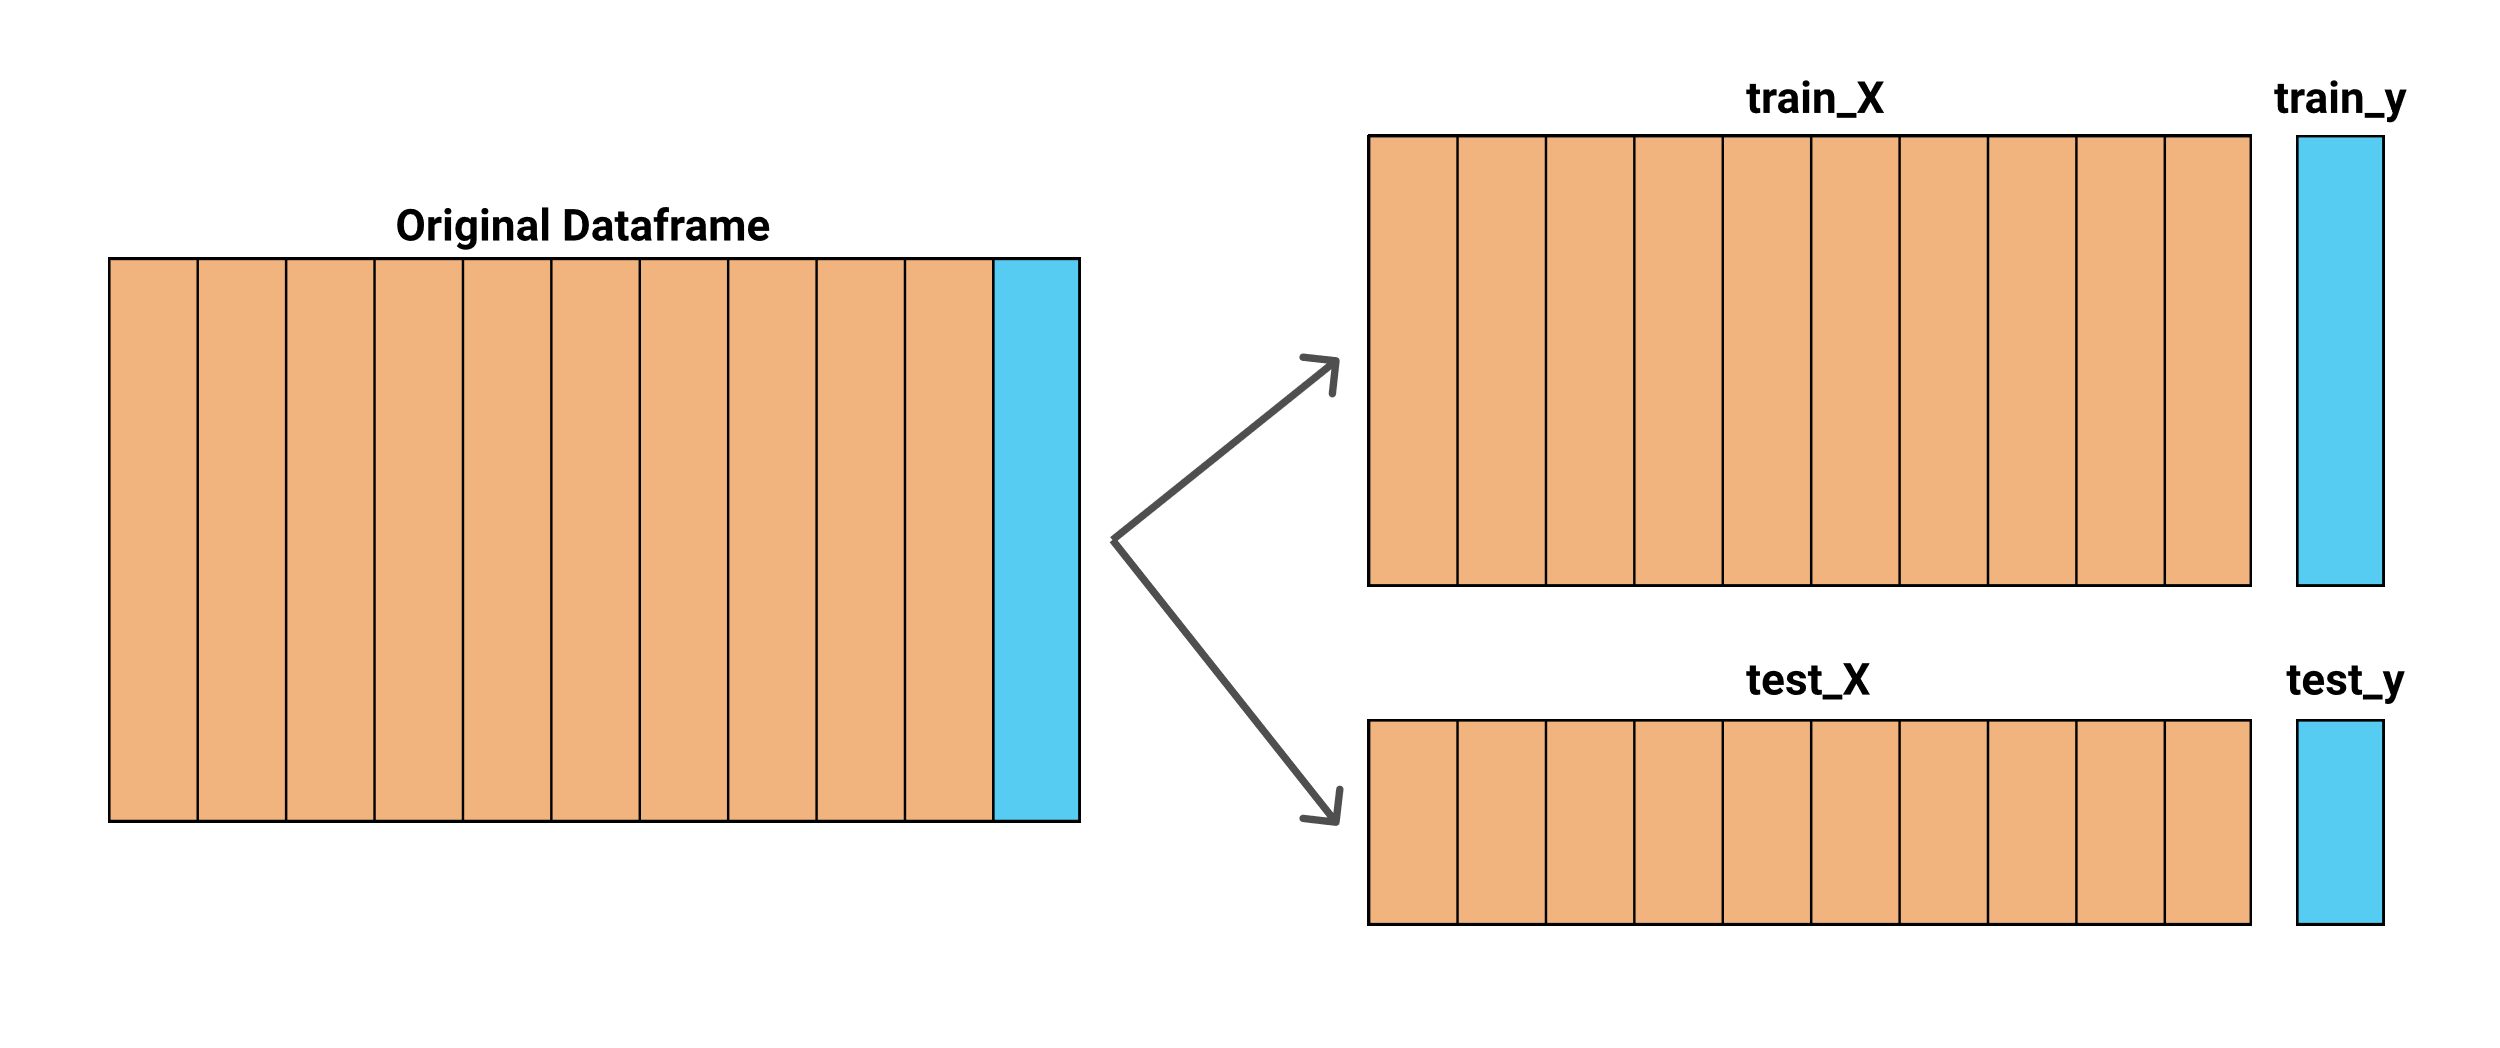 Original Dataframe
train_X
train_y
test_X
test_y